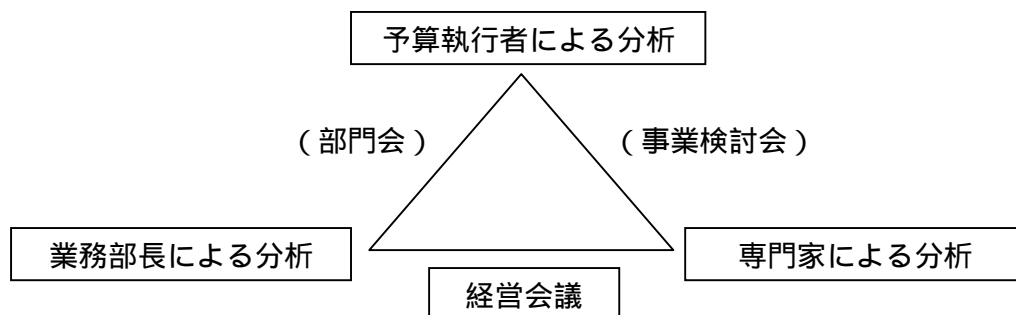 予算執行者による分析
（部門会）
（事業検討会）
業務部長による分析
専門家による分析
経営会議